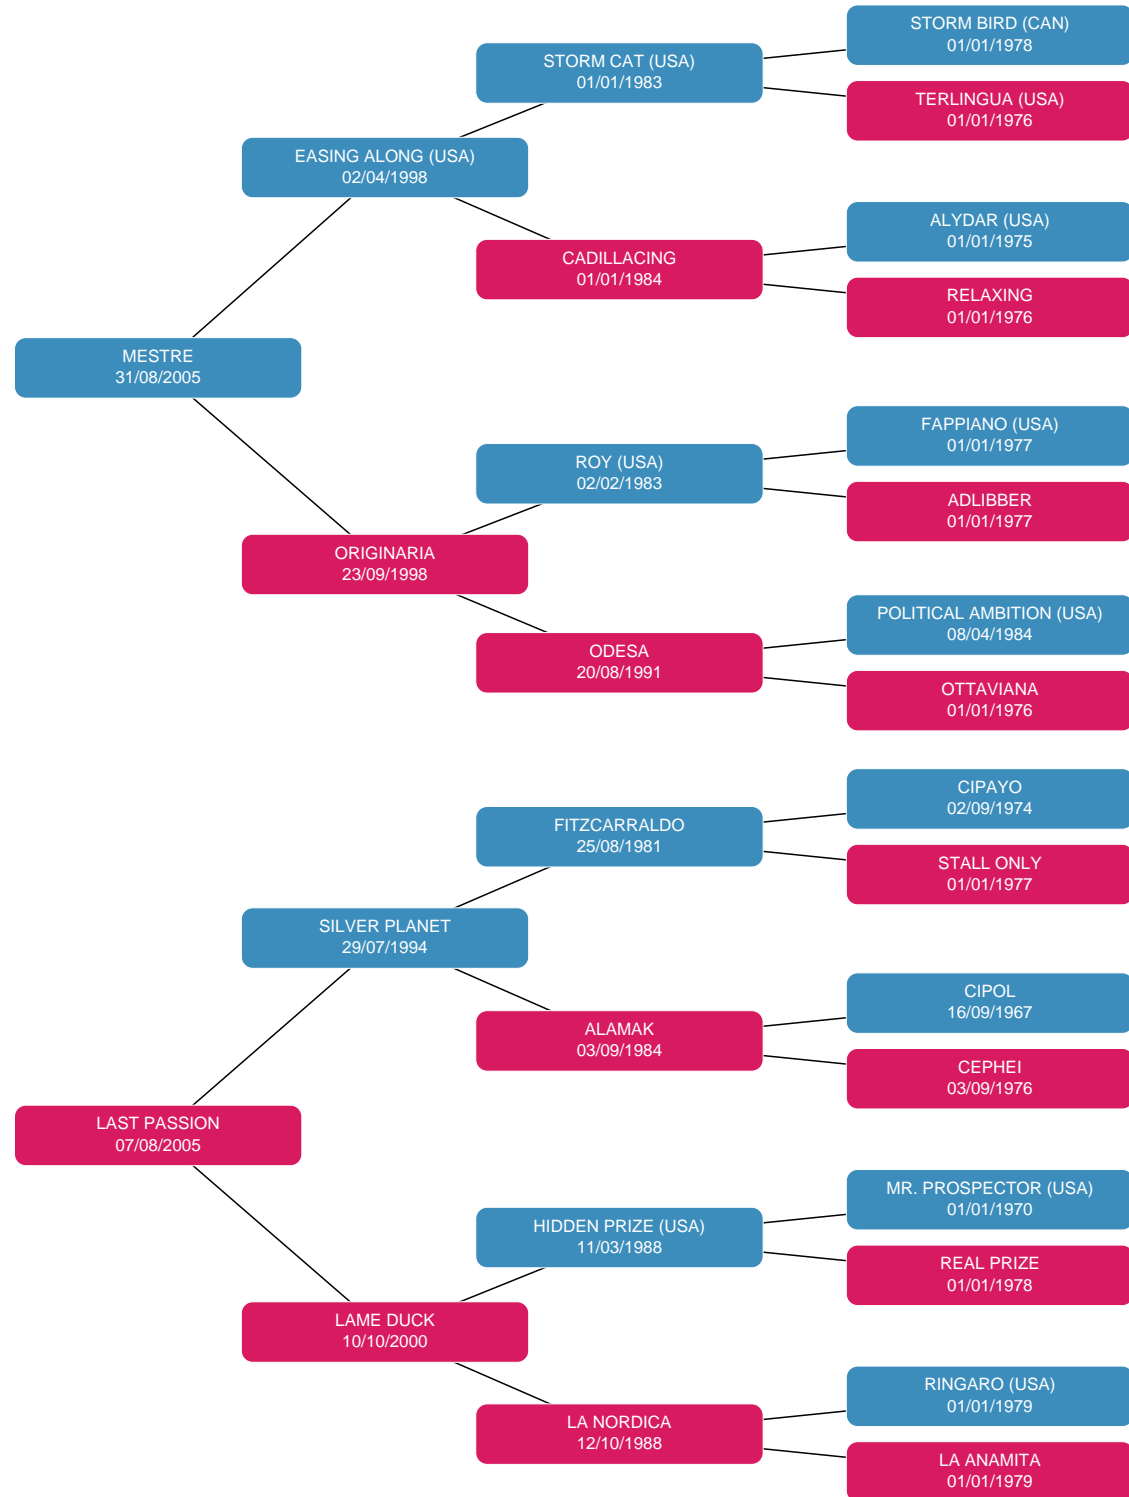 STORM BIRD (CAN)
01/01/1978
STORM CAT (USA)
01/01/1983
TERLINGUA (USA)
01/01/1976
EASING ALONG (USA)
02/04/1998
ALYDAR (USA)
01/01/1975
CADILLACING
01/01/1984
RELAXING
01/01/1976
MESTRE
31/08/2005
FAPPIANO (USA)
01/01/1977
ROY (USA)
02/02/1983
ADLIBBER
01/01/1977
ORIGINARIA
23/09/1998
POLITICAL AMBITION (USA)
08/04/1984
ODESA
20/08/1991
OTTAVIANA
01/01/1976
CIPAYO
02/09/1974
FITZCARRALDO
25/08/1981
STALL ONLY
01/01/1977
SILVER PLANET
29/07/1994
CIPOL
16/09/1967
ALAMAK
03/09/1984
CEPHEI
03/09/1976
LAST PASSION
07/08/2005
MR. PROSPECTOR (USA)
01/01/1970
HIDDEN PRIZE (USA)
11/03/1988
REAL PRIZE
01/01/1978
LAME DUCK
10/10/2000
RINGARO (USA)
01/01/1979
LA NORDICA
12/10/1988
LA ANAMITA
01/01/1979